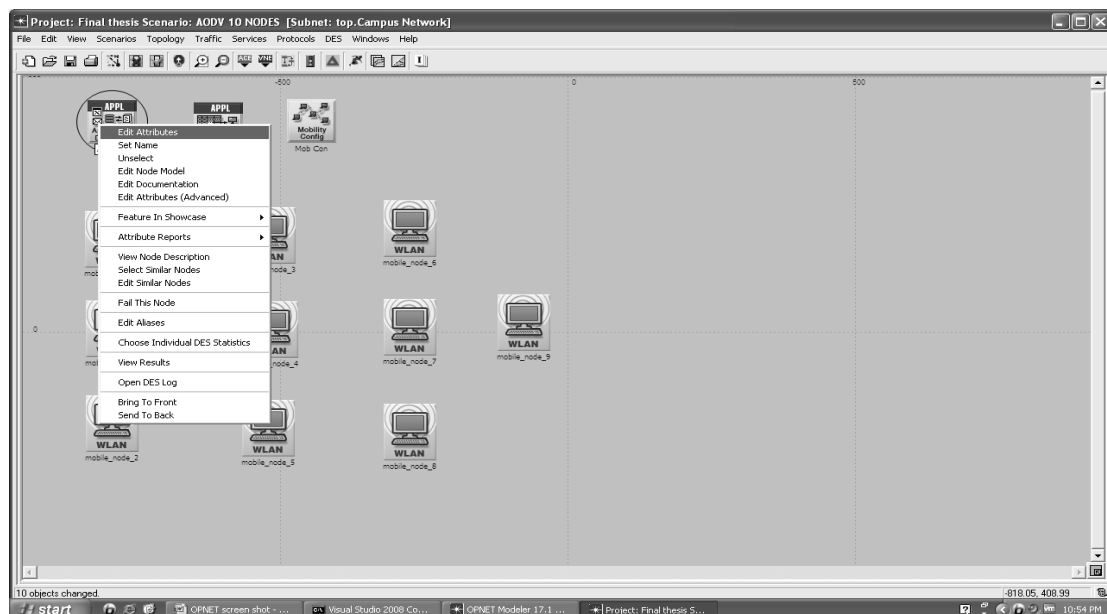 Project: Final thesis Scenario: AODV 10 NODES [Subnet: top.Campus Network]
File Edit View Scenarios Topology Traffic Services Protocols DES Windows Help
-500 0 500
APPL APPL
Mobility
Config
Mob Con
Edit Attributes
Set Name
Unselect
Edit Node Model
Edit Documentation
Edit Attributes (Advanced)
Feature In Showcase
Attribute Reports
View Node Description
Select Similar Nodes
Edit Similar Nodes
Fail This Node
Edit Aliases
Choose Individual DES Statistics
View Results
Open DES Log
Bring To Front
Send To Back
WLAN
mobile_node_6
0
WLAN
mobile_node_7
WLAN
mobile_node_9
WLAN
mobile_node_2
WLAN
mobile_node_5
WLAN
mobile_node_8
10 objects changed.
-818.05, 408.99
start OPNET screen shot - ... Visual Studio 2008 Co... OPNET Modeler 17.1 ... Project: Final thesis S... 10:54 PM